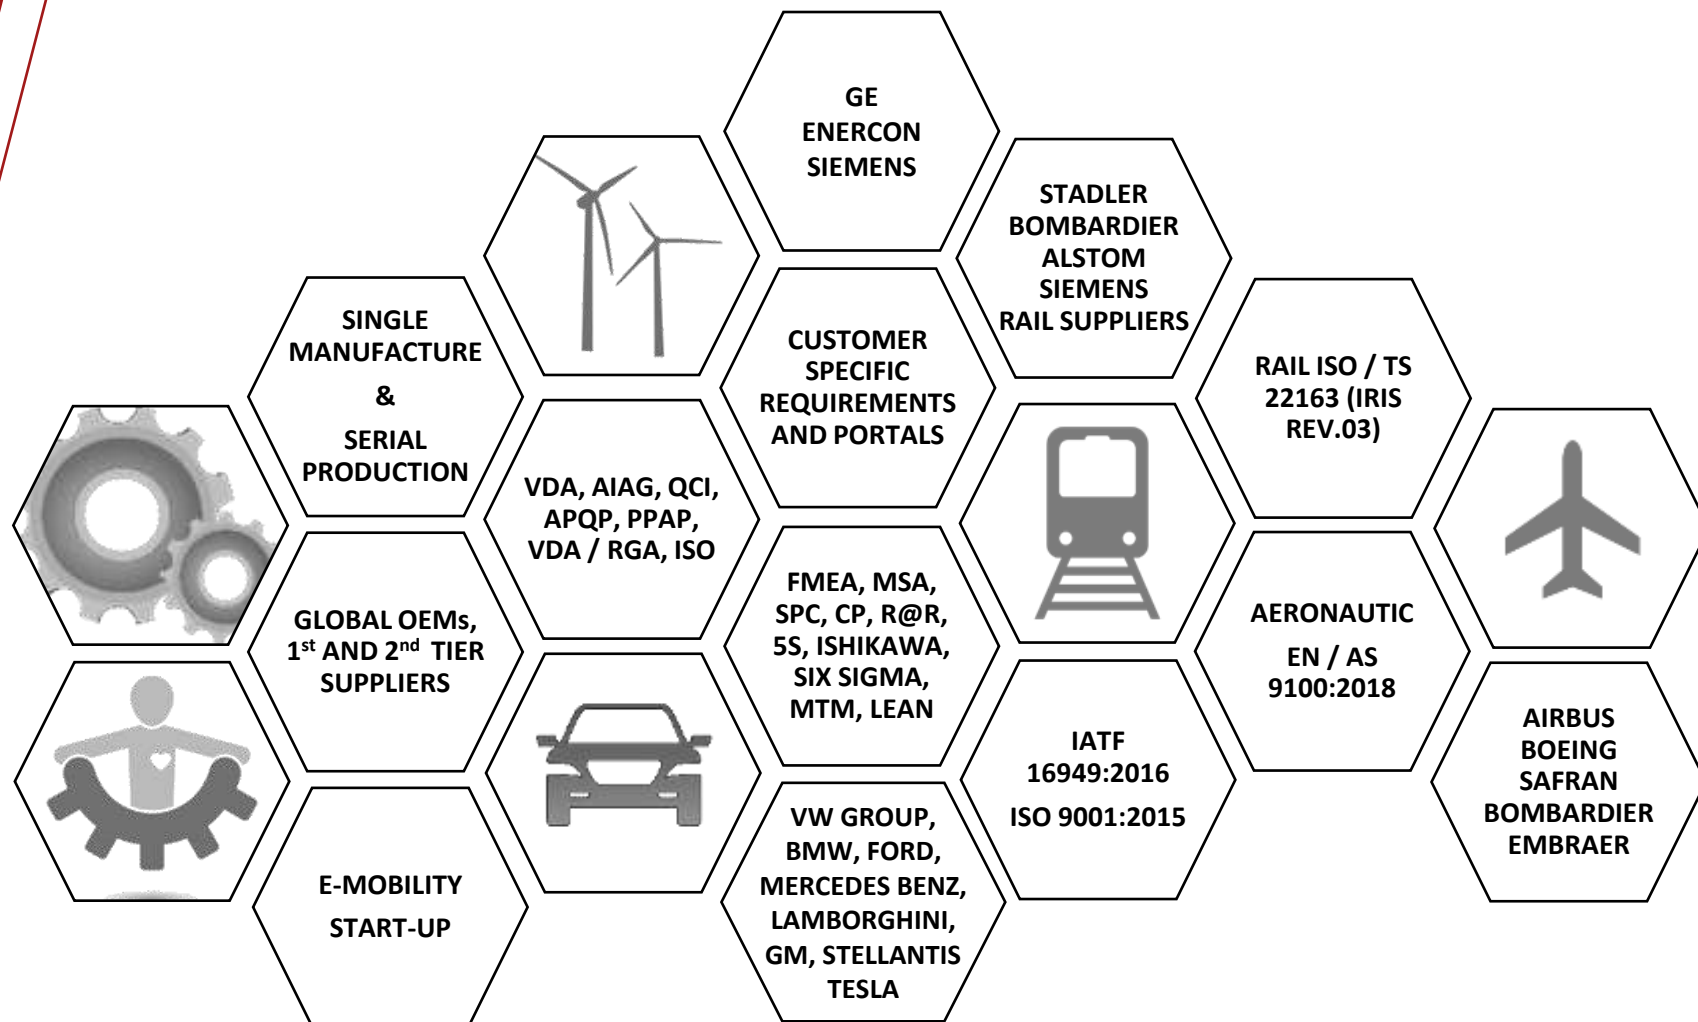 GE
ENERCON
SIEMENS
STADLER
BOMBARDIER
ALSTOM
SIEMENS
RAIL SUPPLIERS
SINGLE
MANUFACTURE
&
SERIAL
PRODUCTION
CUSTOMER
SPECIFIC
REQUIREMENTS
AND PORTALS
RAIL ISO / TS
22163 (IRIS
REV.03)
VDA, AIAG, QCI,
APQP, PPAP,
VDA / RGA, ISO
GLOBAL OEMs,
1st AND 2nd TIER
SUPPLIERS
FMEA, MSA,
SPC, CP, R@R,
5S, ISHIKAWA,
SIX SIGMA,
MTM, LEAN
AERONAUTIC
EN / AS
9100:2018
IATF
16949:2016
ISO 9001:2015
AIRBUS
BOEING
SAFRAN
BOMBARDIER
EMBRAER
E-MOBILITY
START-UP
VW GROUP,
BMW, FORD,
MERCEDES BENZ,
LAMBORGHINI,
GM, STELLANTIS
TESLA